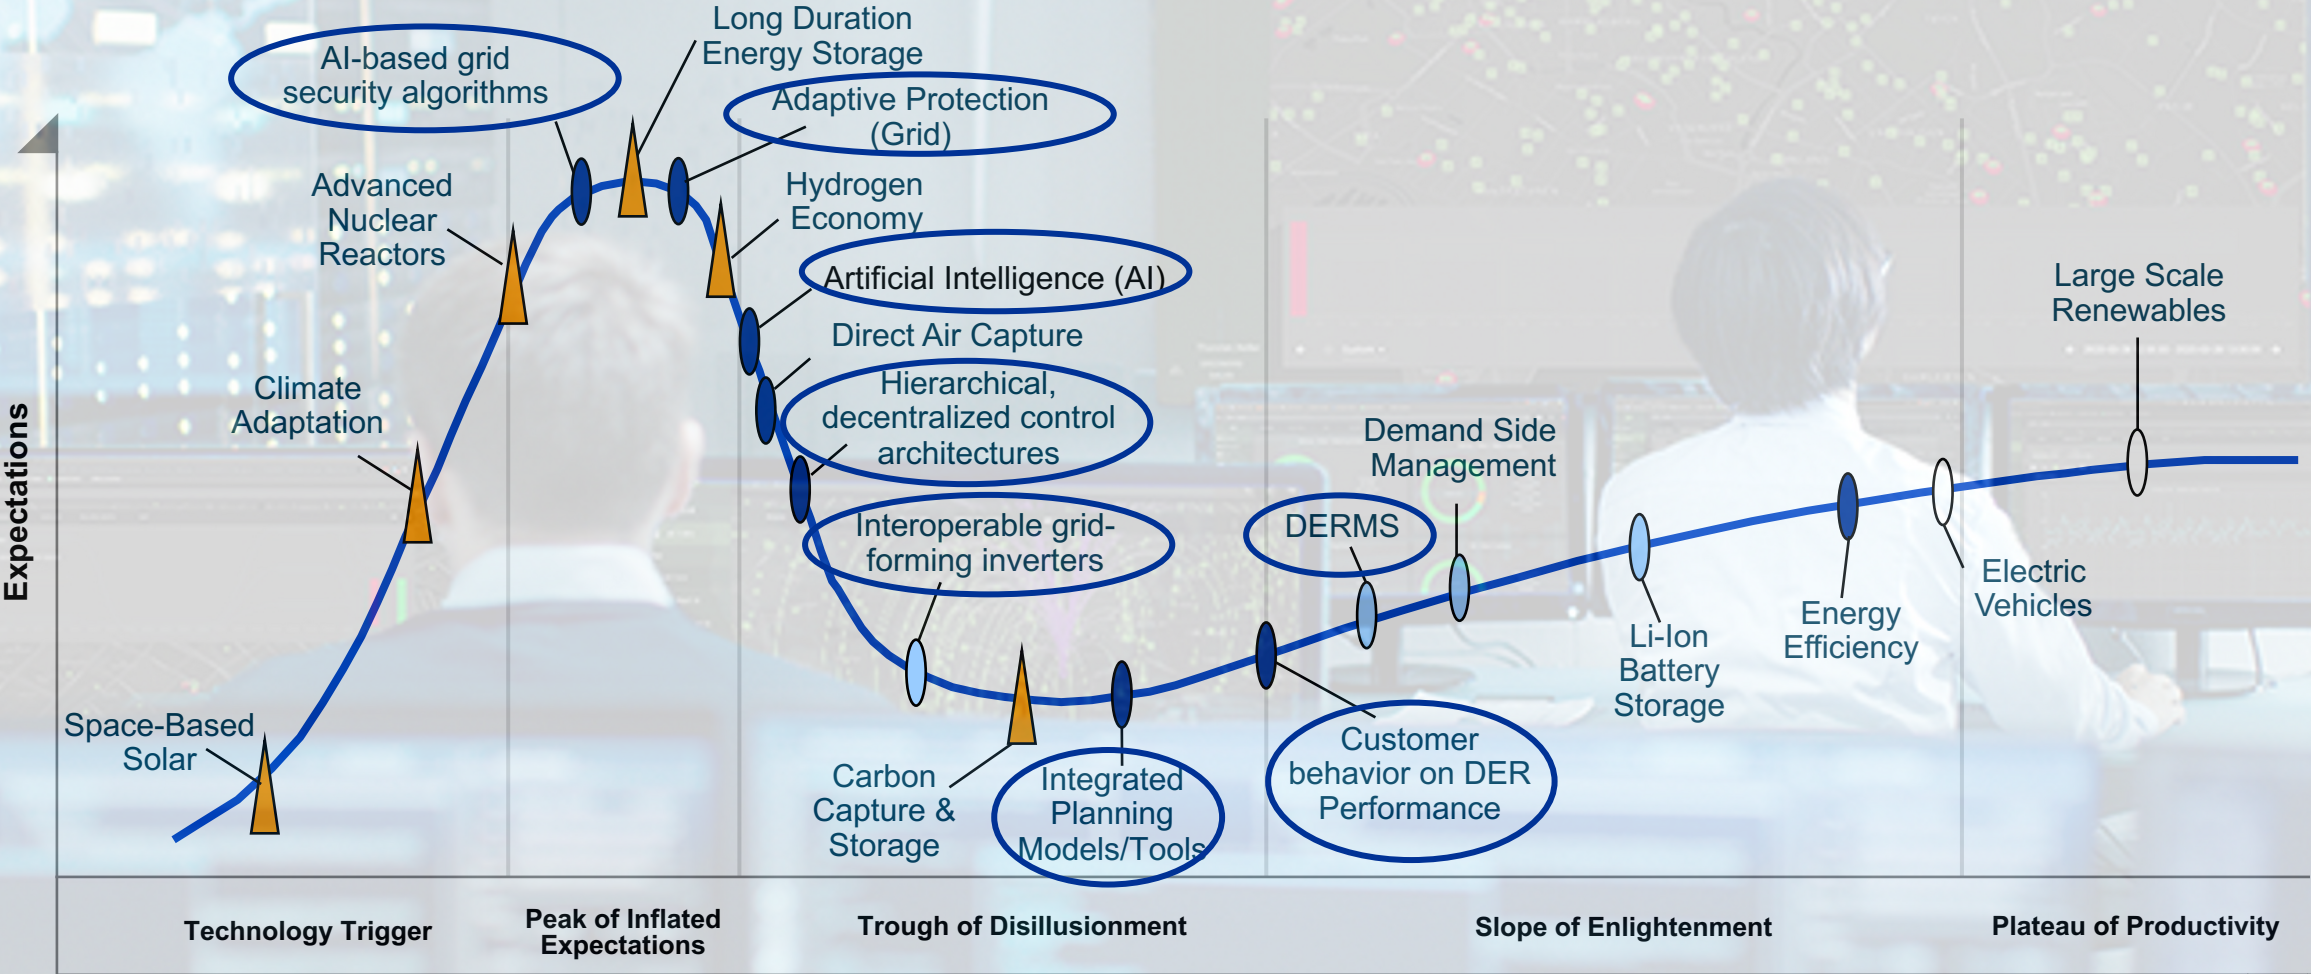 Long Duration
Energy Storage
AI-based grid
security algorithms
Adaptive Protection
(Grid)
Advanced
Nuclear
Reactors
Hydrogen
Economy
Artificial Intelligence (AI)
Direct Air Capture
Climate
Adaptation
Hierarchical,
decentralized control
architectures
Interoperable grid-
forming inverters
Space-Based
Solar
Carbon
Capture &
Storage
Integrated
Planning
Models/Tools
Customer
behavior on DER
Performance
DERMS
Demand Side
Management
Li-Ion
Battery
Storage
Energy
Efficiency
Electric
Vehicles
Large Scale
Renewables
Expectations
Technology Trigger
Peak of Inflated
Expectations
Trough of Disillusionment
Slope of Enlightenment
Plateau of Productivity